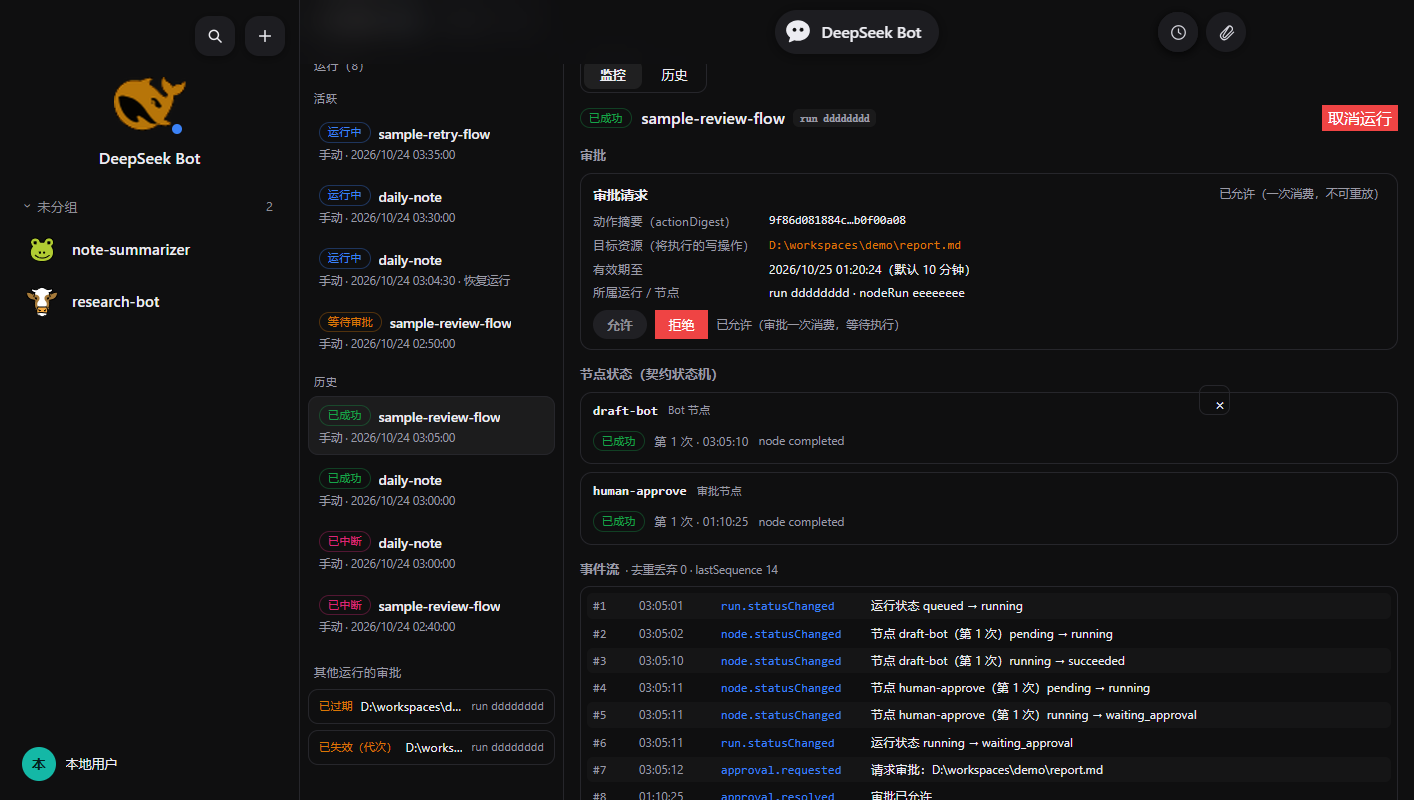 DeepSeek Bot
未分组 2
note-summarizer
research-bot
本
本地用户
运行（8）
活跃
运行中 sample-retry-flow
手动 · 2026/10/24 03:35:00
运行中 daily-note
手动 · 2026/10/24 03:30:00
运行中 daily-note
手动 · 2026/10/24 03:04:30 · 恢复运行
等待审批 sample-review-flow
手动 · 2026/10/24 02:50:00
历史
已成功 sample-review-flow
手动 · 2026/10/24 03:05:00
已成功 daily-note
手动 · 2026/10/24 03:00:00
已中断 daily-note
手动 · 2026/10/24 03:00:00
已中断 sample-review-flow
手动 · 2026/10/24 02:40:00
其他运行的审批
已过期 D:\workspaces\d... run dddddddd
已失效（代次） D:\works... run dddddddd
DeepSeek Bot
监控 历史
已成功 sample-review-flow run dddddddd 取消运行
审批
审批请求 已允许（一次消费，不可重放）
动作摘要（actionDigest） 9f86d081884c…b0f00a08
目标资源（将执行的写操作） D:\workspaces\demo\report.md
有效期至 2026/10/25 01:20:24（默认 10 分钟）
所属运行 / 节点 run dddddddd · nodeRun eeeeeeee
允许 拒绝 已允许（审批一次消费，等待执行）
节点状态（契约状态机）
draft-bot Bot 节点
已成功 第 1 次 · 03:05:10 node completed
human-approve 审批节点
已成功 第 1 次 · 01:10:25 node completed
事件流 · 去重丢弃 0 · lastSequence 14
#1 03:05:01 run.statusChanged 运行状态 queued → running
#2 03:05:02 node.statusChanged 节点 draft-bot（第 1 次）pending → running
#3 03:05:10 node.statusChanged 节点 draft-bot（第 1 次）running → succeeded
#4 03:05:11 node.statusChanged 节点 human-approve（第 1 次）pending → running
#5 03:05:11 node.statusChanged 节点 human-approve（第 1 次）running → waiting_approval
#6 03:05:11 run.statusChanged 运行状态 running → waiting_approval
#7 03:05:12 approval.requested 请求审批：D:\workspaces\demo\report.md
#8 01:10:25 approval.resolved 审批已允许